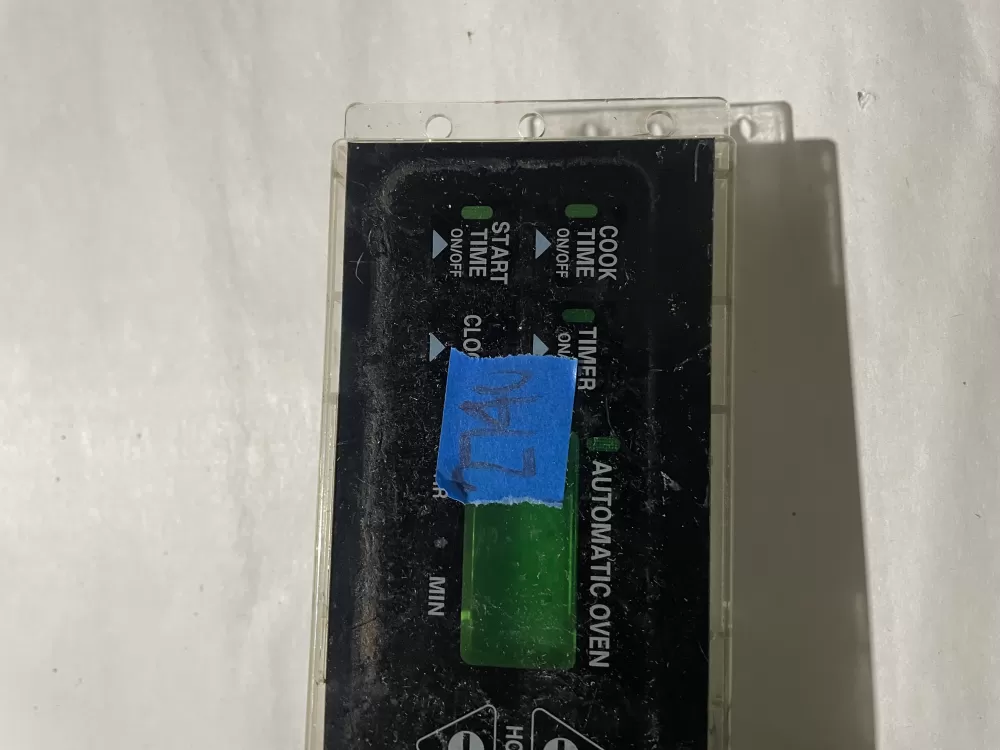 COOK
TIME
ON/OFF
START
TIME
ON/OFF
TIMER
AUTOMATIC OVEN
MIN